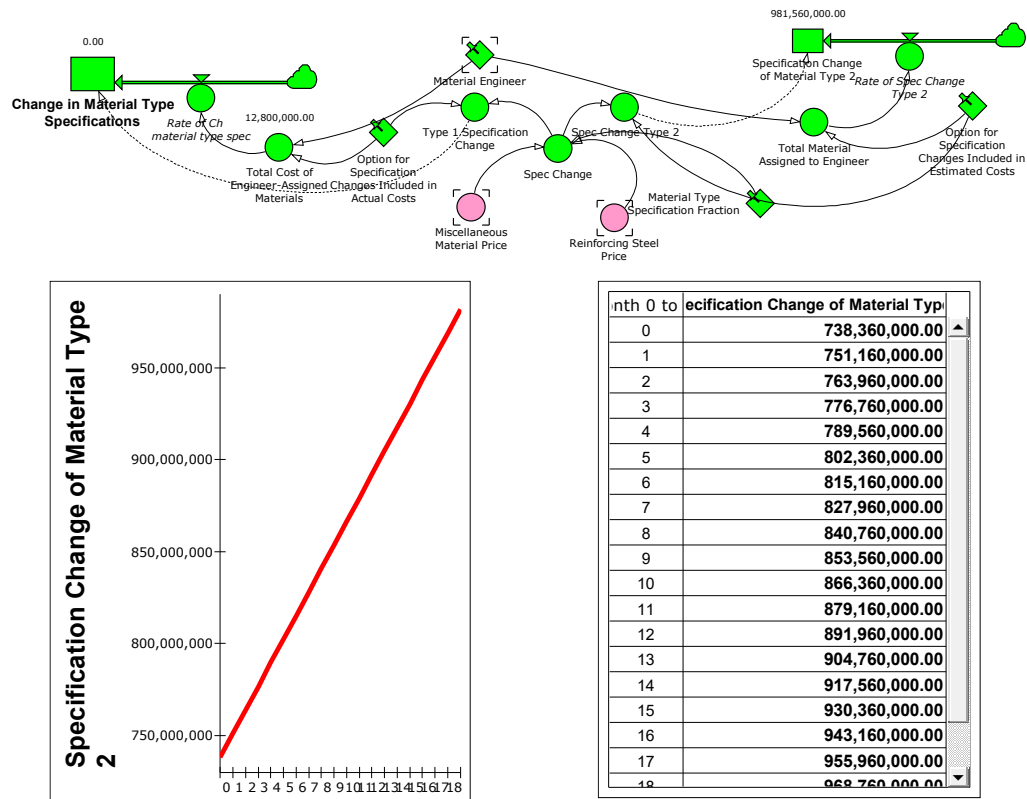 981,560,000.00
0.00
Material Engineer
Specification Change
of Material Type 2
Rate of Spec Change
Type 2
Change in Material Type
Specifications
Rate of Ch
material type spec
12,800,000.00
Type 1 Specification
Change
Spec Change Type 2
Total Material
Assigned to Engineer
Option for
Specification
Changes Included in
Estimated Costs
Total Cost of
Engineer-Assigned
Materials
Option for
Specification
Changes Included in
Actual Costs
Spec Change
Material Type
Specification Fraction
Miscellaneous
Material Price
Reinforcing Steel
Price
Specification Change of Material Type
2
950,000,000
900,000,000
850,000,000
800,000,000
750,000,000
0 1 2 3 4 5 6 7 8 9 10 11 12 13 14 15 16 17 18
nth 0 to ecification Change of Material Typ
0 738,360,000.00
1 751,160,000.00
2 763,960,000.00
3 776,760,000.00
4 789,560,000.00
5 802,360,000.00
6 815,160,000.00
7 827,960,000.00
8 840,760,000.00
9 853,560,000.00
10 866,360,000.00
11 879,160,000.00
12 891,960,000.00
13 904,760,000.00
14 917,560,000.00
15 930,360,000.00
16 943,160,000.00
17 955,960,000.00
18 968,760,000.00